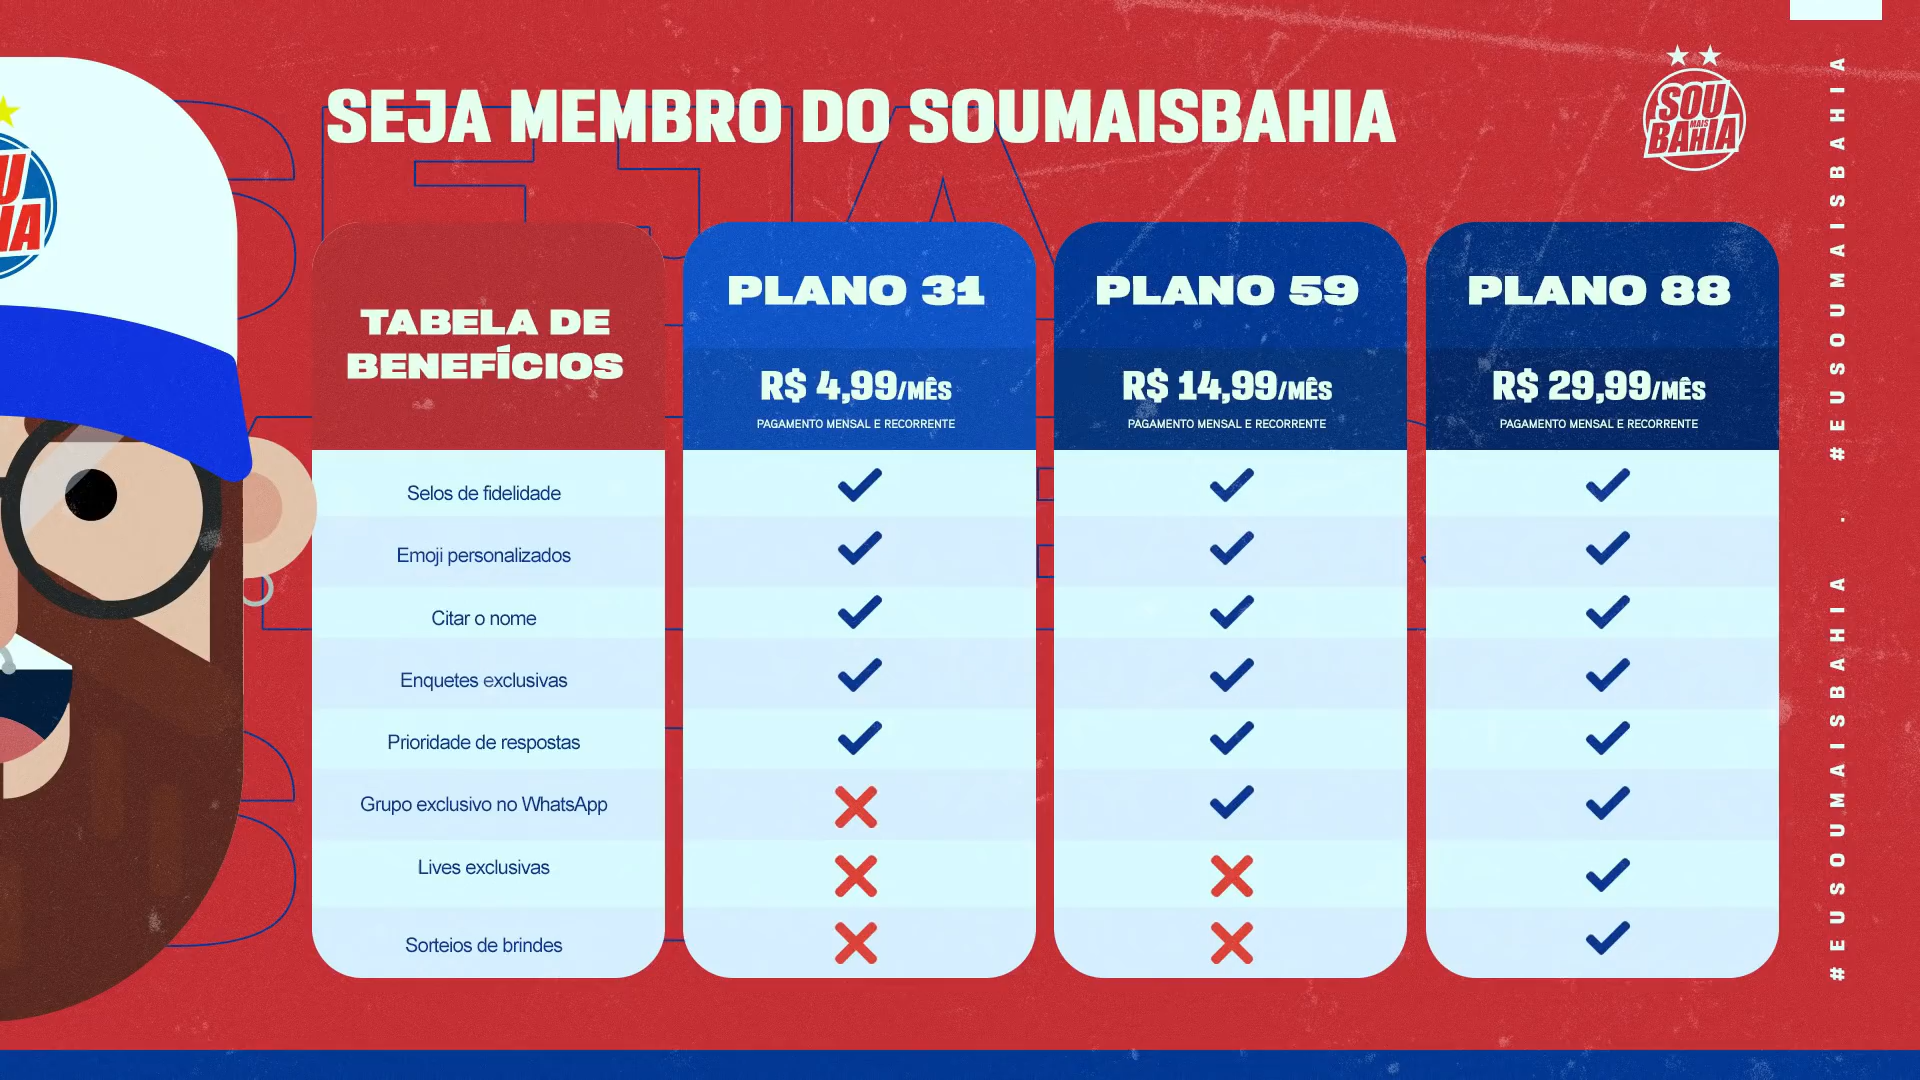 SEJA MEMBRO DO SOUMAISBAHIA
SOU
MAIS
BAHIA
TABELA DE
BENEFÍCIOS
PLANO 31
R$ 4,99/MÊS
PAGAMENTO MENSAL E RECORRENTE
PLANO 59
R$ 14,99/MÊS
PAGAMENTO MENSAL E RECORRENTE
PLANO 88
R$ 29,99/MÊS
PAGAMENTO MENSAL E RECORRENTE
Selos de fidelidade
Emoji personalizados
Citar o nome
Enquetes exclusivas
Prioridade de respostas
Grupo exclusivo no WhatsApp
Lives exclusivas
Sorteios de brindes
#EUSOUMAISBAHIA . #EUSOUMAISBAHIA